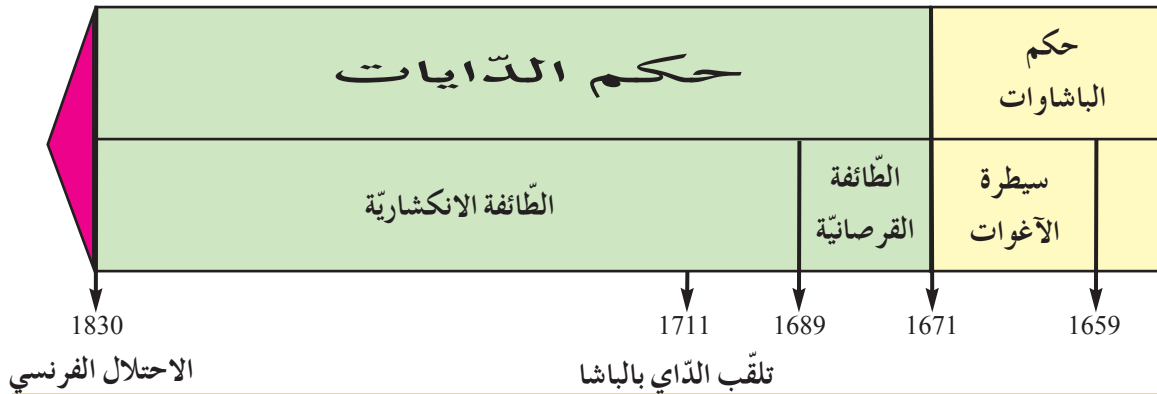 حكم
الباشاوات
حكم الدّايات
سيطرة
الآغوات
الطّائفة
القرصانيّة
الطّائفة الانكشاريّة
1659
1671
1689
1711
1830
تلقّب الدّاي بالباشا
الاحتلال الفرنسي